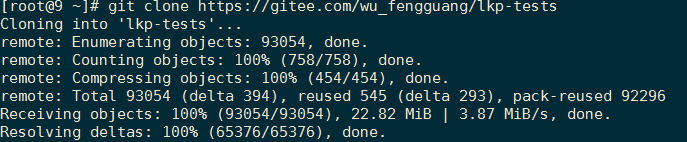 [root@9 ~]# git clone https://gitee.com/wu_fengguang/lkp-tests
Cloning into 'lkp-tests'...
remote: Enumerating objects: 93054, done.
remote: Counting objects: 100% (758/758), done.
remote: Compressing objects: 100% (454/454), done.
remote: Total 93054 (delta 394), reused 545 (delta 293), pack-reused 92296
Receiving objects: 100% (93054/93054), 22.82 MiB | 3.87 MiB/s, done.
Resolving deltas: 100% (65376/65376), done.